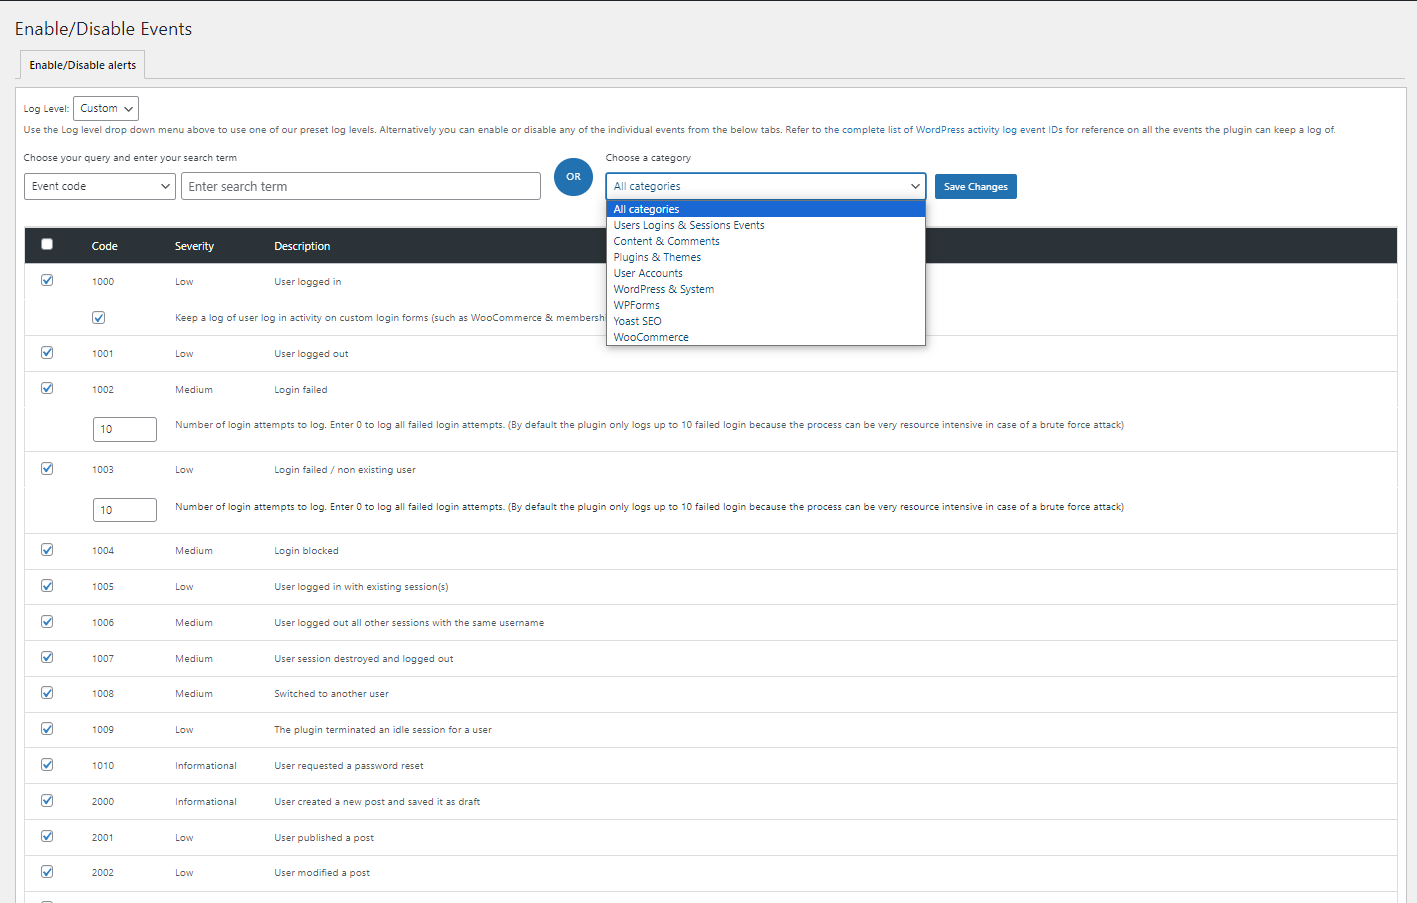 Enable/Disable Events
Enable/Disable alerts
Log Level: Custom
Use the Log level drop down menu above to use one of our preset log levels. Alternatively you can enable or disable any of the individual events from the below tabs. Refer to the complete list of WordPress activity log event IDs for reference on all the events the plugin can keep a log of.
Choose your query and enter your search term
Event code
Enter search term
OR
Choose a category
All categories
Save Changes
All categories
Users Logins & Sessions Events
Content & Comments
Plugins & Themes
User Accounts
WordPress & System
WPForms
Yoast SEO
WooCommerce
Code Severity Description
1000 Low User logged in
Keep a log of user log in activity on custom login forms (such as WooCommerce & membersh
1001 Low User logged out
1002 Medium Login failed
10 Number of login attempts to log. Enter 0 to log all failed login attempts. (By default the plugin only logs up to 10 failed login because the process can be very resource intensive in case of a brute force attack)
1003 Low Login failed / non existing user
10 Number of login attempts to log. Enter 0 to log all failed login attempts. (By default the plugin only logs up to 10 failed login because the process can be very resource intensive in case of a brute force attack)
1004 Medium Login blocked
1005 Low User logged in with existing session(s)
1006 Medium User logged out all other sessions with the same username
1007 Medium User session destroyed and logged out
1008 Medium Switched to another user
1009 Low The plugin terminated an idle session for a user
1010 Informational User requested a password reset
2000 Informational User created a new post and saved it as draft
2001 Low User published a post
2002 Low User modified a post